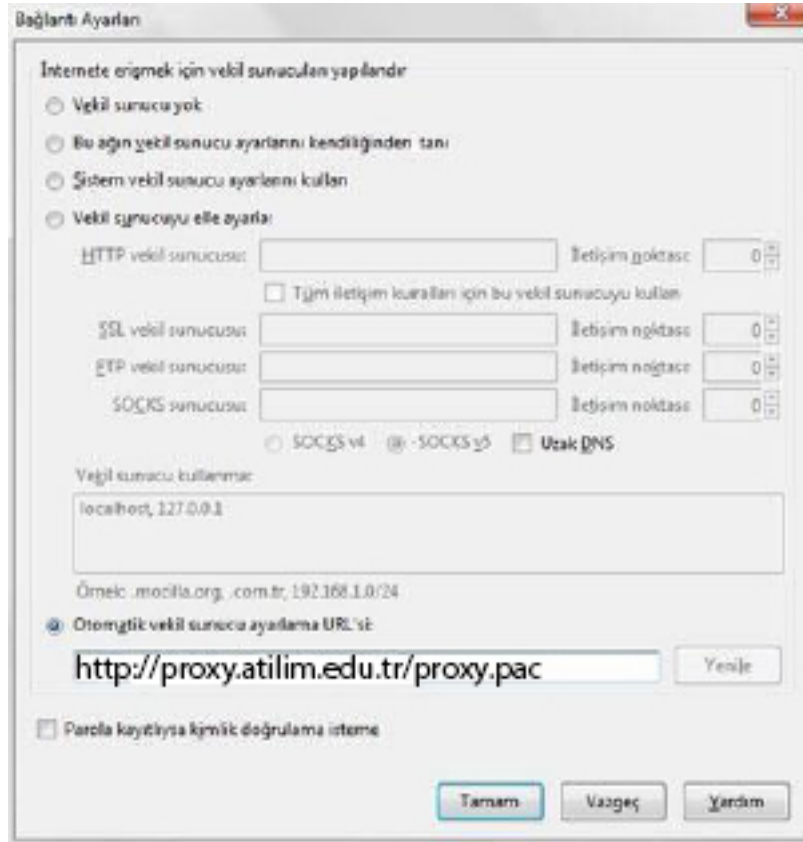 Bağlantı Ayarları
İnternete erişmek için vekil sunucuları yapılandır
Vekil sunucu yok
Bu ağın vekil sunucu ayarlarını kendiliğinden tanı
Sistem vekil sunucu ayarlarını kullan
Vekil sunucuyu elle ayarla:
HTTP vekil sunucusu: İletişim noktası: 0
Tüm iletişim kuralları için bu vekil sunucuyu kullan
SSL vekil sunucusu: İletişim noktası: 0
FTP vekil sunucusu: İletişim noktası: 0
SOCKS sunucusu: İletişim noktası: 0
SOCKS v4 SOCKS v5 Uzak DNS
Vekil sunucu kullanma:
localhost, 127.0.0.1
Örnek: .mozilla.org, .com.tr, 192.168.1.0/24
Otomatik vekil sunucu ayarlama URL'si:
http://proxy.atilim.edu.tr/proxy.pac Yenile
Parola kayıtlıysa kimlik doğrulama isteme
Tamam Vazgeç Yardım